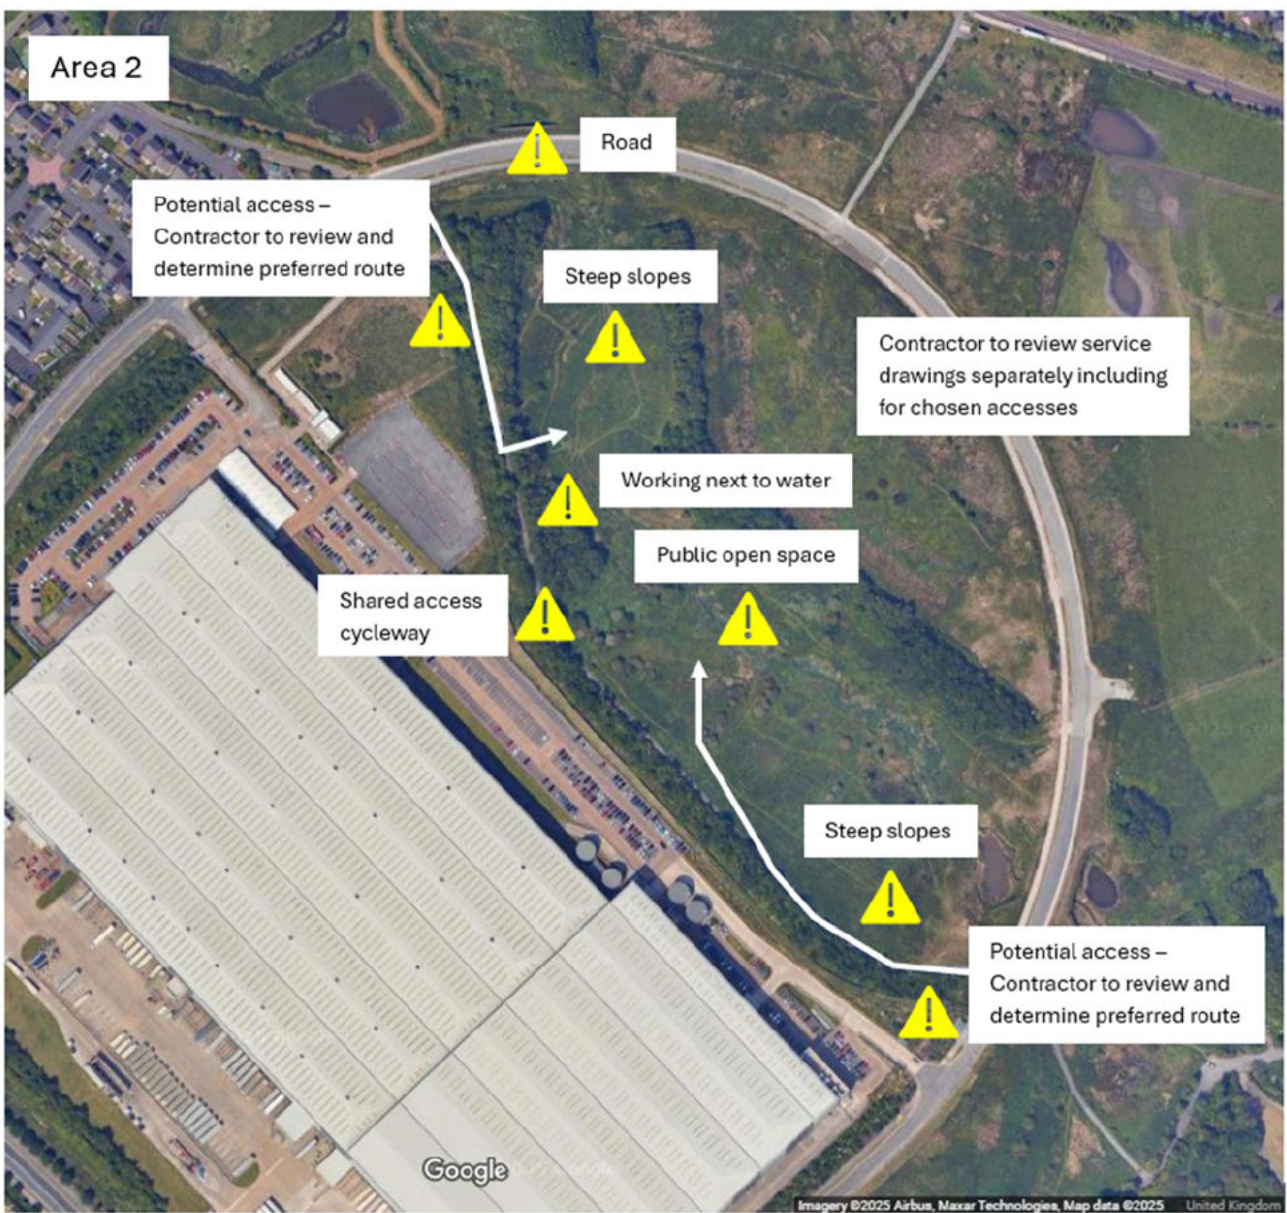 Area 2
Road
Potential access –
Contractor to review and
determine preferred route
Steep slopes
Contractor to review service
drawings separately including
for chosen accesses
Working next to water
Public open space
Shared access
cycleway
Steep slopes
Potential access –
Contractor to review and
determine preferred route
Google
Imagery ©2025 Airbus, Maxar Technologies, Map data ©2025 United Kingdom